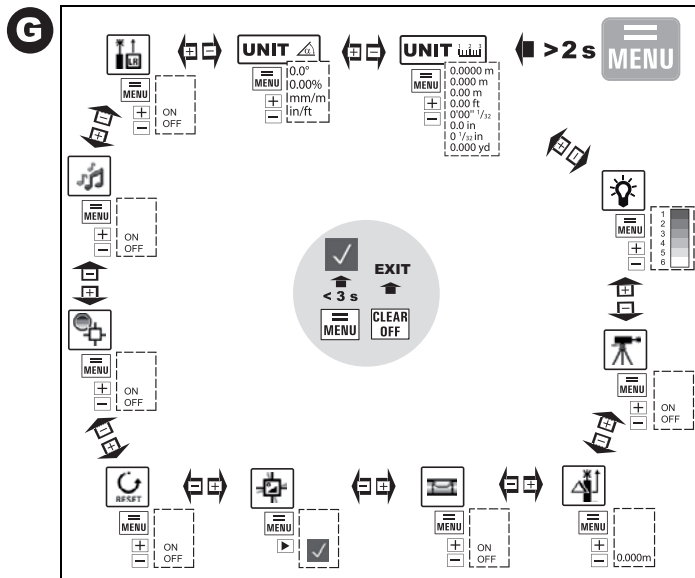 G
MENU
>2 s
UNIT
MENU
+
−
0.0000 m
0.000 m
0.00 m
0.00 ft
0'00" 1/32
0.0 in
0 1/32 in
0.000 yd
+ −
UNIT α
MENU
+
−
0.0°
0.00%
mm/m
in/ft
+ −
LR
MENU
+
−
ON
OFF
− +
MENU
+
−
ON
OFF
− +
MENU
+
−
ON
OFF
− +
RESET
MENU
+
−
ON
OFF
− +
MENU
− +
MENU
+
−
ON
OFF
− +
MENU
+
−
0.000m
+ −
MENU
+
−
ON
OFF
+ −
MENU
+
−
1
2
3
4
5
6
+ −
< 3 s
MENU
EXIT
CLEAR
OFF